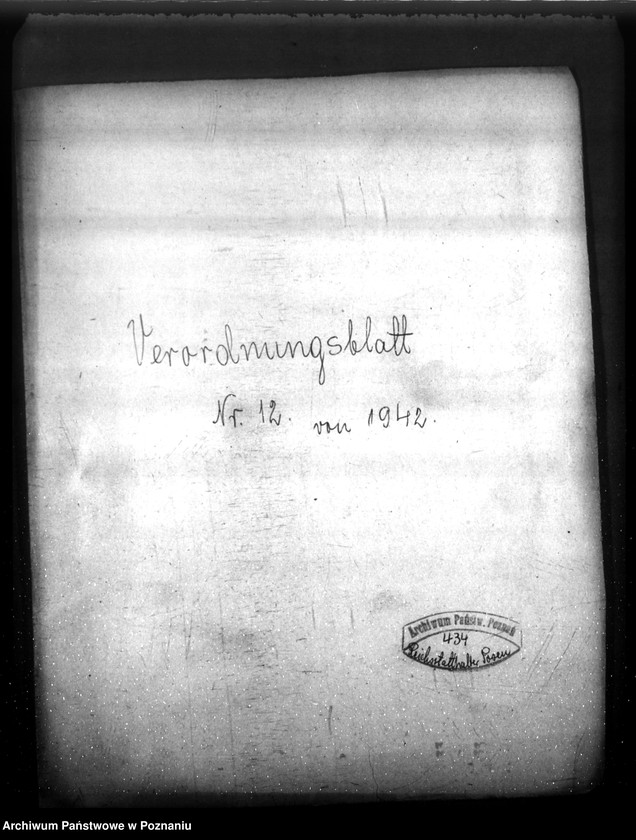 Verordnungsblatt
Nr. 12. von 1942.
Archiwum Państw. Poznań
434
Reichsstatthalter Posen
Archiwum Państwowe w Poznaniu